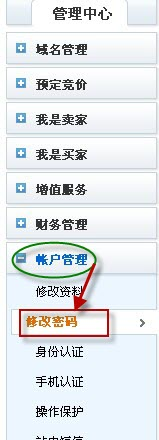 管理中心
域名管理
预定竞价
我是卖家
我是买家
增值服务
财务管理
帐户管理
修改资料
修改密码
身份认证
手机认证
操作保护